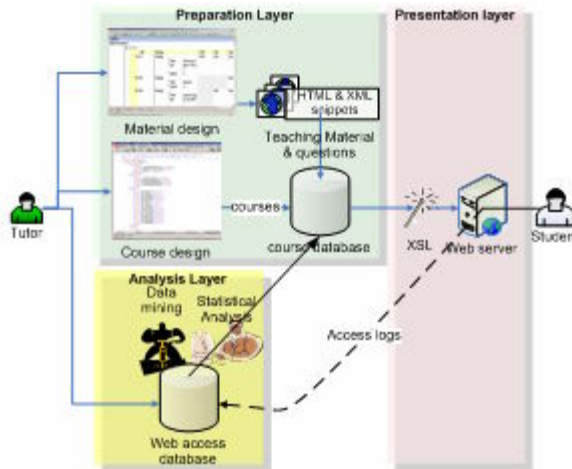 Preparation Layer
Presentation layer
HTML & XML
snippets
Material design
Teaching Material
& questions
courses
Tutor
Course design
course database
XSL
Web server
Studen
Analysis Layer
Data
mining
Statistical
Analysis
Access logs
Web access
database